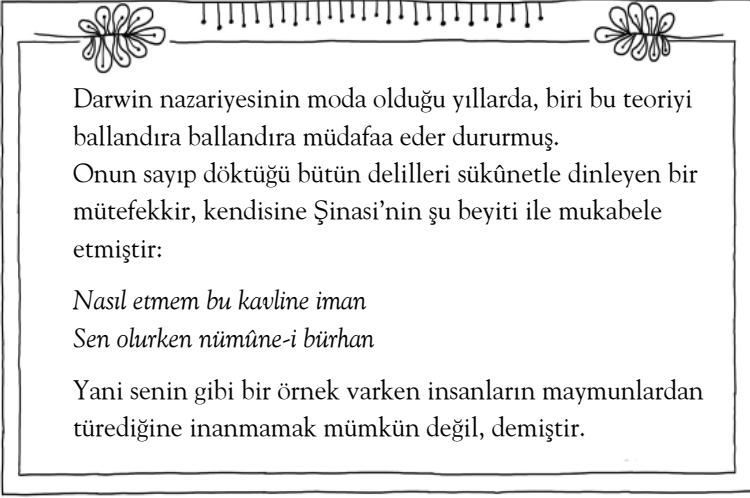 Darwin nazariyesinin moda olduğu yıllarda, biri bu teoriyi
ballandıra ballandıra müdafaa eder dururmuş.
Onun sayıp döktüğü bütün delilleri sükûnetle dinleyen bir
mütefekkir, kendisine Şinasi’nin şu beyiti ile mukabele
etmiştir:
Nasıl etmem bu kavline iman
Sen olurken nümûne-i bürhan
Yani senin gibi bir örnek varken insanların maymunlardan
türediğine inanmamak mümkün değil, demiştir.